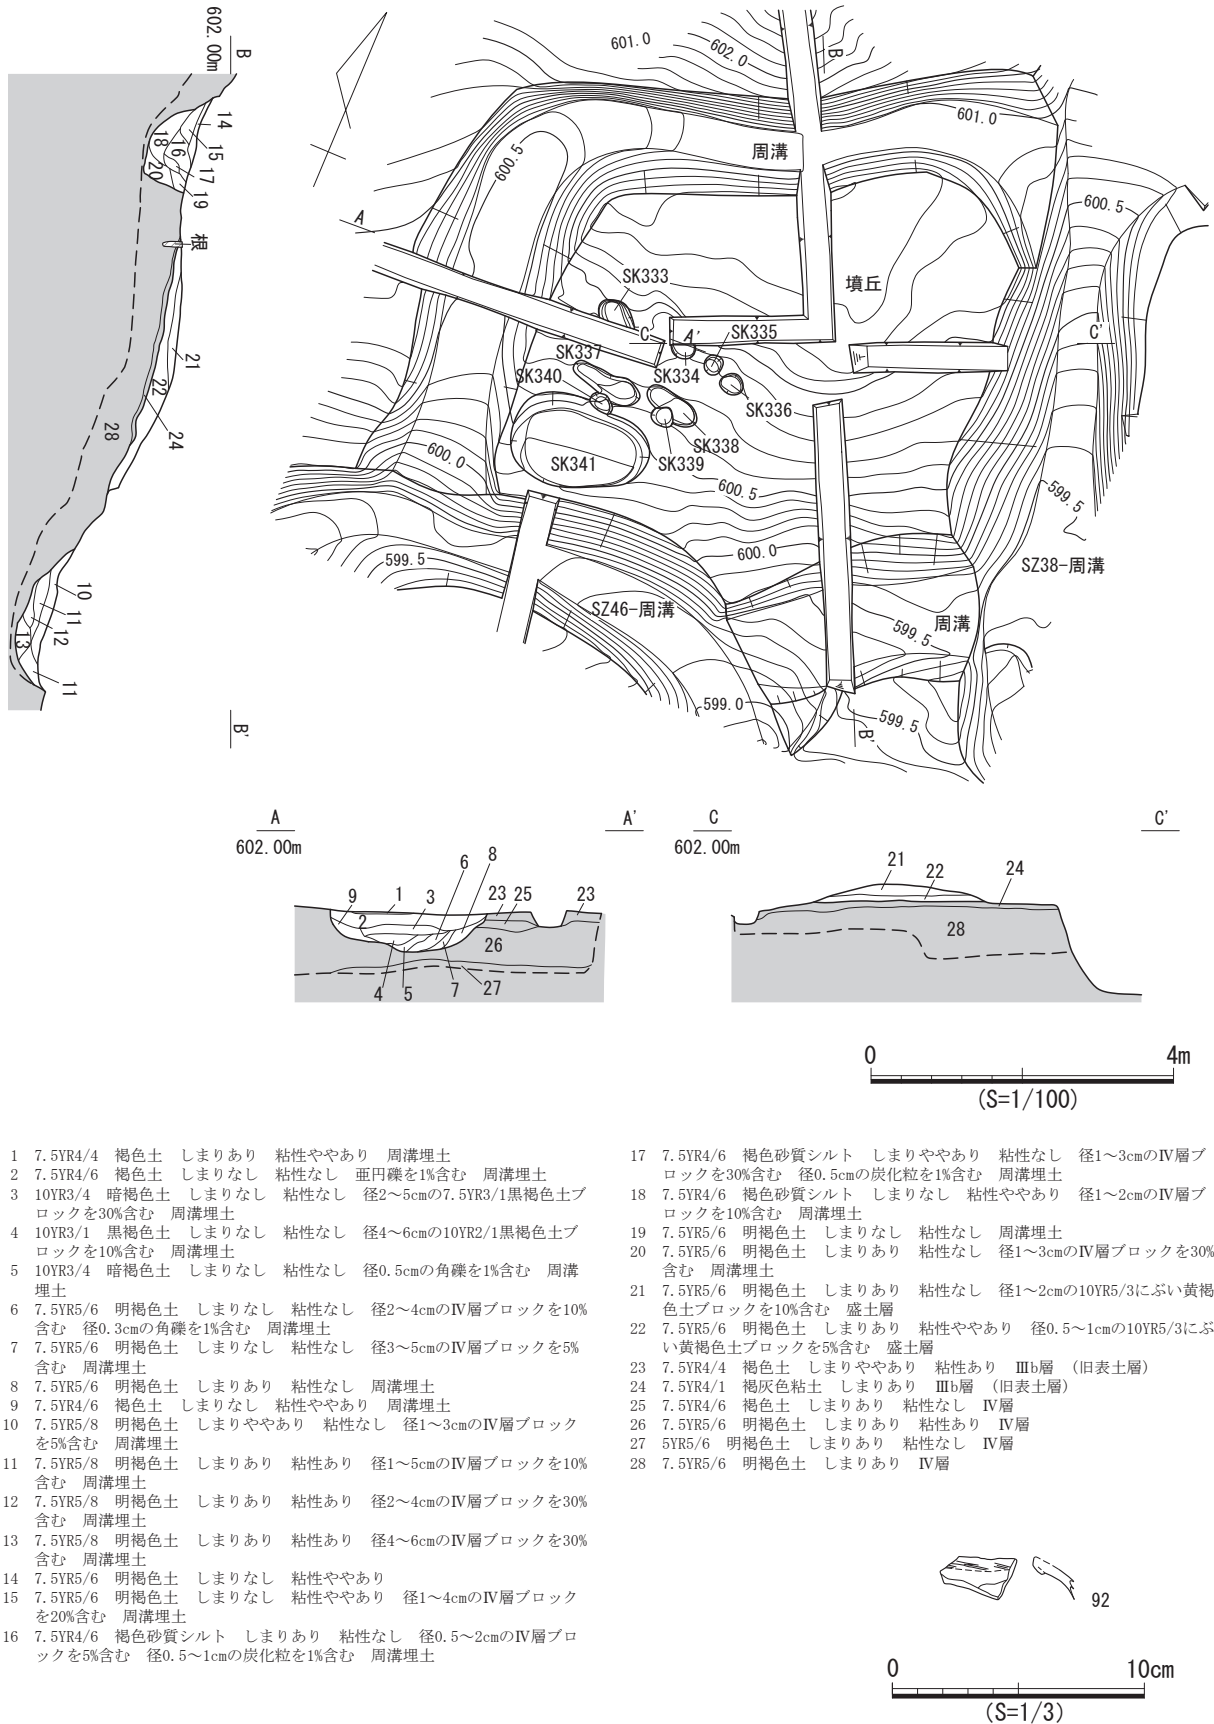 602.00m
B
14
15
16
17
18
19
20
根
21
22
24
28
10
11
12
13
11
B'
601.0
602.0
B
601.0
周溝
600.5
600.5
A
SK333
墳丘
C
A'
SK335
C'
SK337
SK334
SK340
SK336
SK338
SK341
SK339
600.0
600.5
599.5
600.0
599.5
SZ38-周溝
SZ46-周溝
周溝
599.5
599.0
599.5
B'
A
A'
602.00m
6
8
9
1
3
23
25
23
2
26
4
5
7
27
C
C'
602.00m
21
22
24
28
0
4m
(S=1/100)
1 7.5YR4/4 褐色土 しまりあり 粘性ややあり 周溝埋土
2 7.5YR4/6 褐色土 しまりなし 粘性なし 亜円礫を1%含む 周溝埋土
3 10YR3/4 暗褐色土 しまりなし 粘性なし 径2〜5cmの7.5YR3/1黒褐色土ブ
ロックを30%含む 周溝埋土
4 10YR3/1 黒褐色土 しまりなし 粘性なし 径4〜6cmの10YR2/1黒褐色土ブ
ロックを10%含む 周溝埋土
5 10YR3/4 暗褐色土 しまりなし 粘性なし 径0.5cmの角礫を1%含む 周溝
埋土
6 7.5YR5/6 明褐色土 しまりなし 粘性なし 径2〜4cmのⅣ層ブロックを10%
含む 径0.3cmの角礫を1%含む 周溝埋土
7 7.5YR5/6 明褐色土 しまりなし 粘性なし 径3〜5cmのⅣ層ブロックを5%
含む 周溝埋土
8 7.5YR5/6 明褐色土 しまりあり 粘性なし 周溝埋土
9 7.5YR4/6 褐色土 しまりなし 粘性ややあり 周溝埋土
10 7.5YR5/8 明褐色土 しまりややあり 粘性なし 径1〜3cmのⅣ層ブロック
を5%含む 周溝埋土
11 7.5YR5/8 明褐色土 しまりあり 粘性あり 径1〜5cmのⅣ層ブロックを10%
含む 周溝埋土
12 7.5YR5/8 明褐色土 しまりあり 粘性あり 径2〜4cmのⅣ層ブロックを30%
含む 周溝埋土
13 7.5YR5/8 明褐色土 しまりあり 粘性あり 径4〜6cmのⅣ層ブロックを30%
含む 周溝埋土
14 7.5YR5/6 明褐色土 しまりなし 粘性ややあり
15 7.5YR5/6 明褐色土 しまりなし 粘性ややあり 径1〜4cmのⅣ層ブロック
を20%含む 周溝埋土
16 7.5YR4/6 褐色砂質シルト しまりあり 粘性なし 径0.5〜2cmのⅣ層ブロ
ックを5%含む 径0.5〜1cmの炭化粒を1%含む 周溝埋土
17 7.5YR4/6 褐色砂質シルト しまりややあり 粘性なし 径1〜3cmのⅣ層ブ
ロックを30%含む 径0.5cmの炭化粒を1%含む 周溝埋土
18 7.5YR4/6 褐色砂質シルト しまりなし 粘性ややあり 径1〜2cmのⅣ層ブ
ロックを10%含む 周溝埋土
19 7.5YR5/6 明褐色土 しまりなし 粘性なし 周溝埋土
20 7.5YR5/6 明褐色土 しまりあり 粘性なし 径1〜3cmのⅣ層ブロックを30%
含む 周溝埋土
21 7.5YR5/6 明褐色土 しまりあり 粘性なし 径1〜2cmの10YR5/3にぶい黄褐
色土ブロックを10%含む 盛土層
22 7.5YR5/6 明褐色土 しまりあり 粘性ややあり 径0.5〜1cmの10YR5/3にぶ
い黄褐色土ブロックを5%含む 盛土層
23 7.5YR4/4 褐色土 しまりややあり 粘性あり Ⅲb層 (旧表土層)
24 7.5YR4/1 褐灰色粘土 しまりあり Ⅲb層 (旧表土層)
25 7.5YR4/6 褐色土 しまりあり 粘性なし Ⅳ層
26 7.5YR5/6 明褐色土 しまりあり 粘性あり Ⅳ層
27 5YR5/6 明褐色土 しまりあり 粘性なし Ⅳ層
28 7.5YR5/6 明褐色土 しまりあり Ⅳ層
92
0
10cm
(S=1/3)